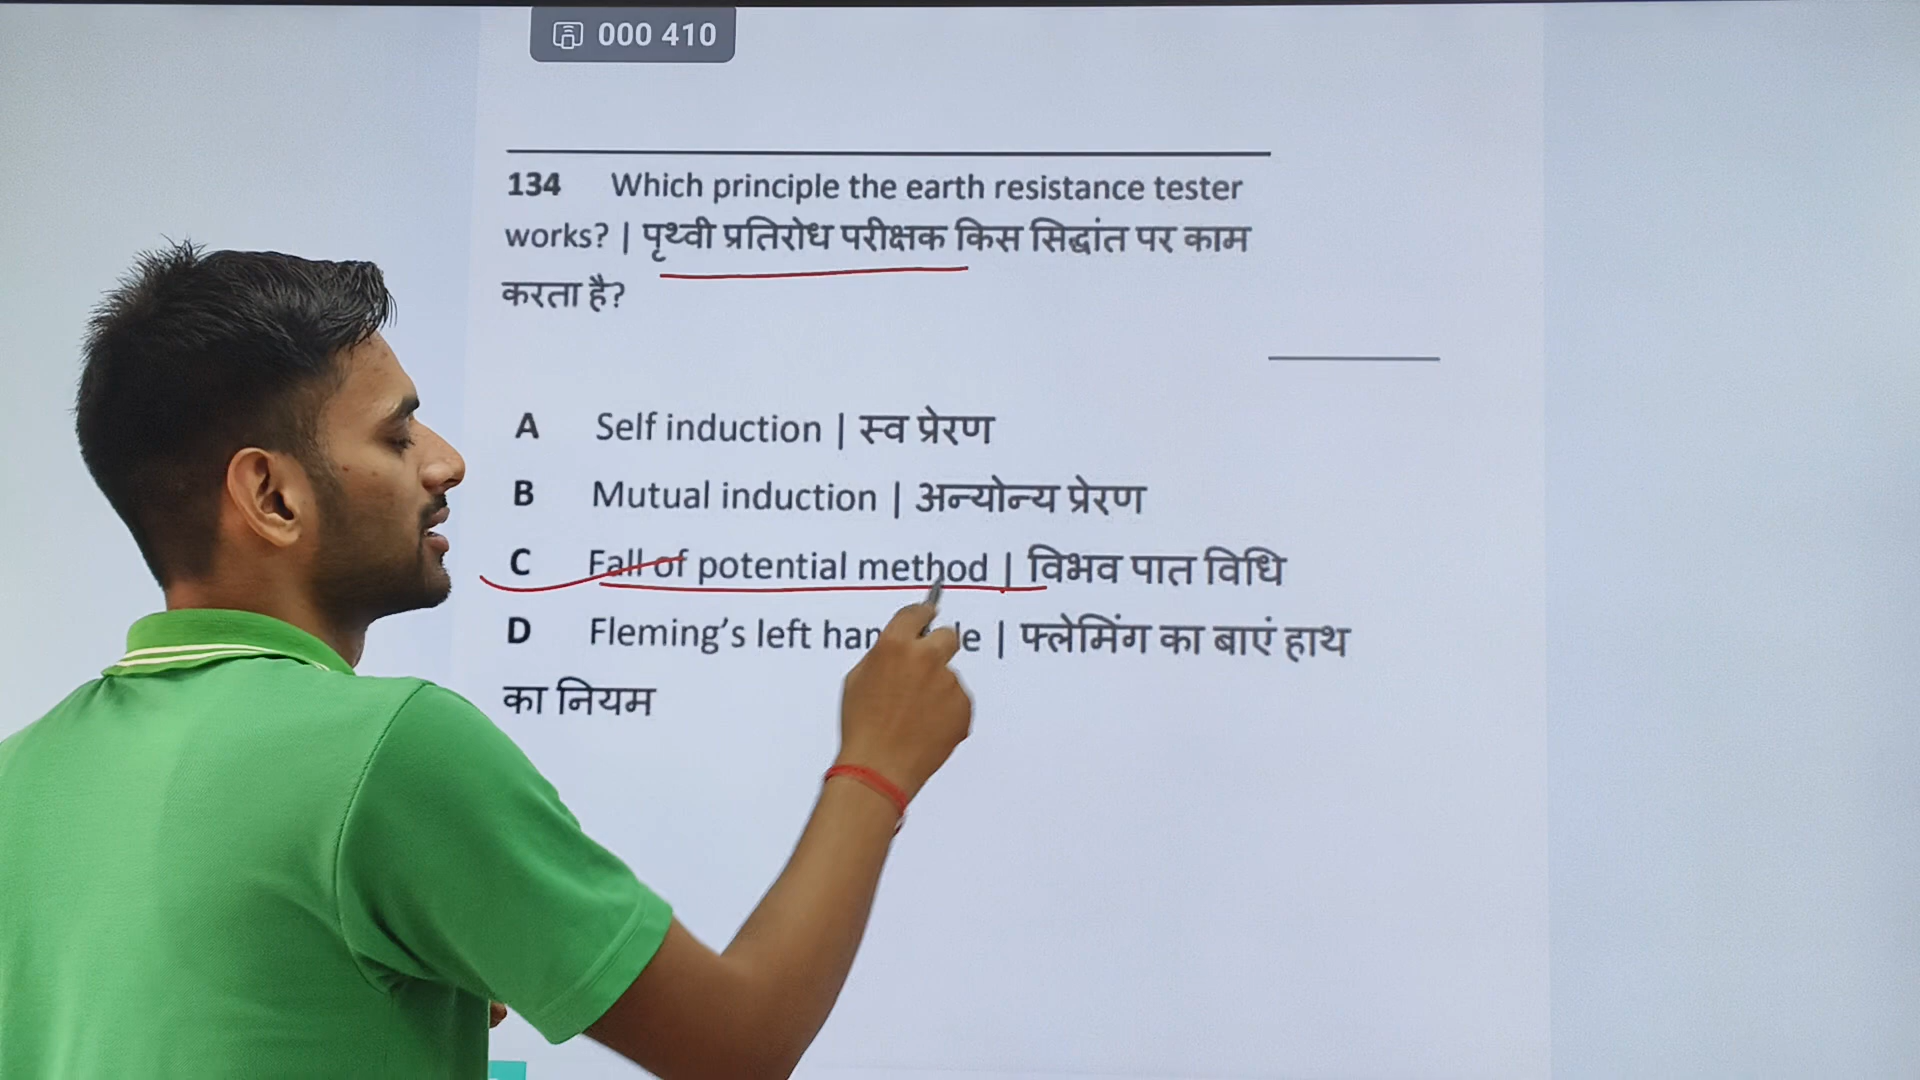 000 410
134 Which principle the earth resistance tester
works? | पृथ्वी प्रतिरोध परीक्षक किस सिद्धांत पर काम
करता है?
A Self induction | स्व प्रेरण
B Mutual induction | अन्योन्य प्रेरण
C Fall of potential method | विभव पात विधि
D Fleming’s left | फ्लेमिंग का बाएं हाथ
का नियम